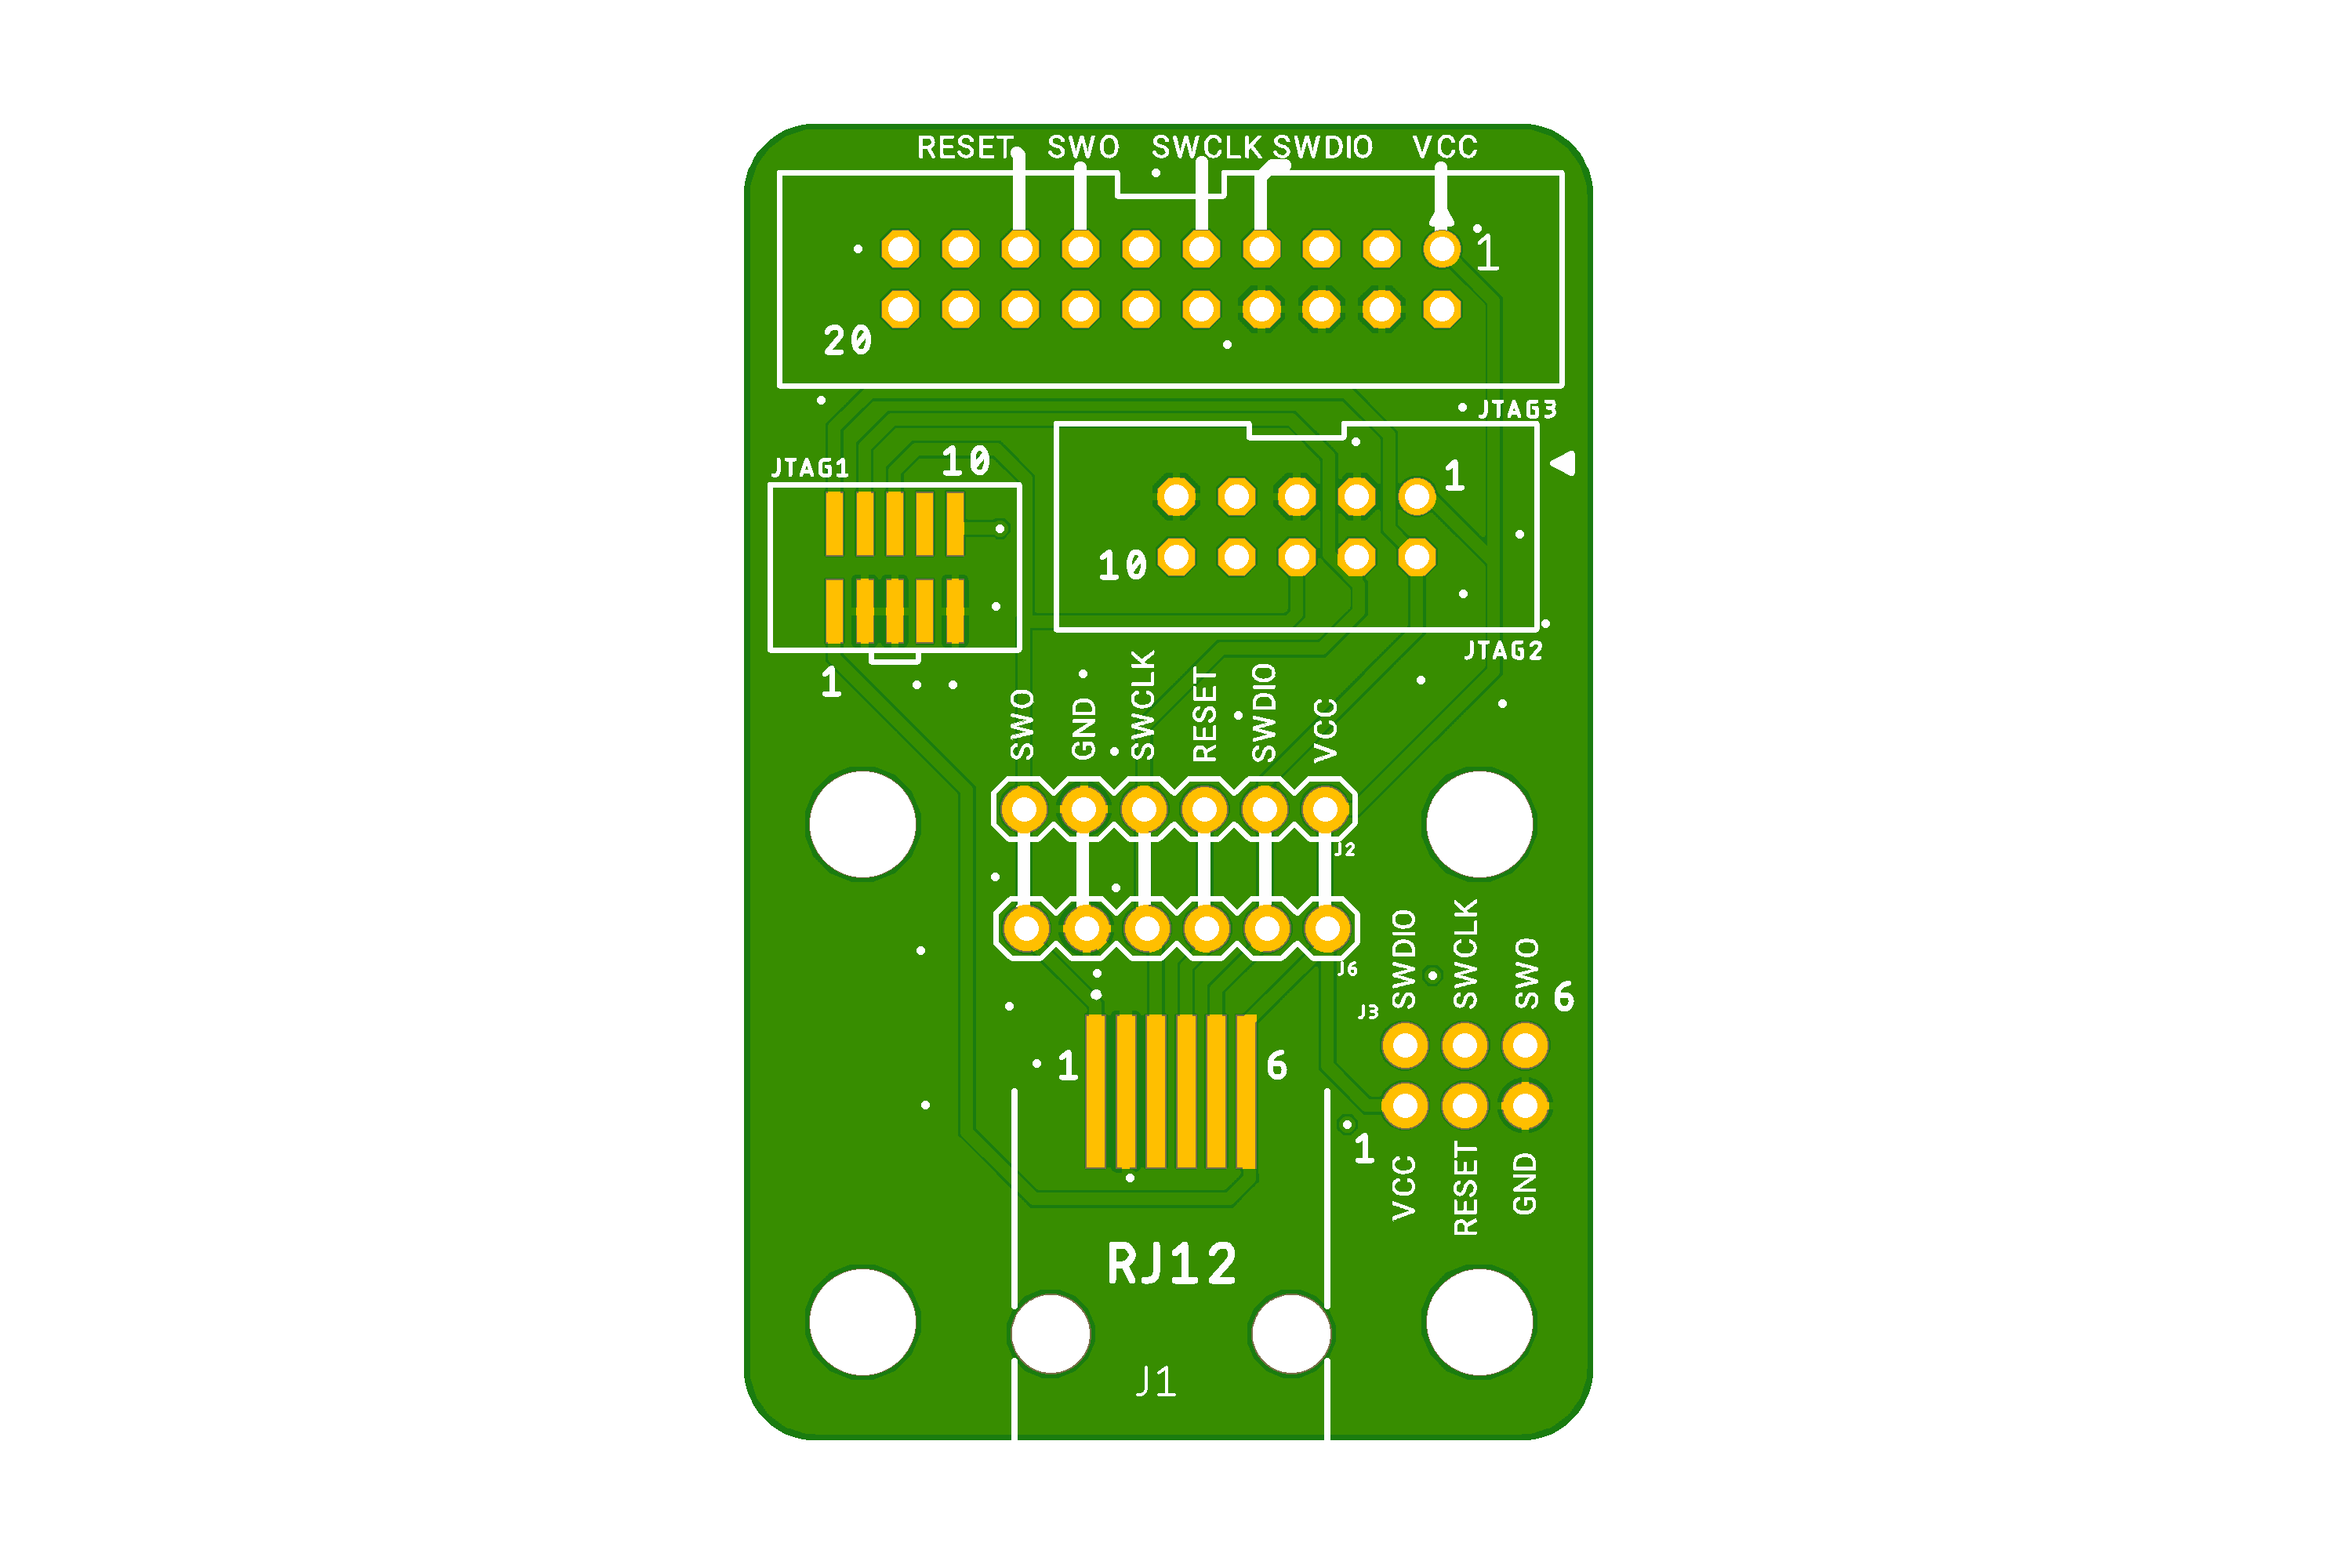 RESET SWO SWCLK SWDIO VCC
1
20
JTAG3
JTAG1 10
1
10
JTAG2
1
SWO GND SWCLK RESET SWDIO VCC
J2
J6
SWDIO SWCLK SWO
6
J3
1 6
1
VCC RESET GND
RJ12
J1